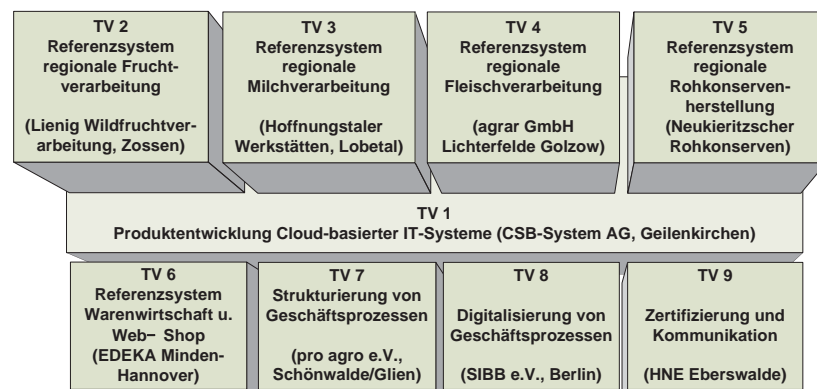 TV 2
Referenzsystem
regionale Frucht-
verarbeitung
(Lienig Wildfruchtver-
arbeitung, Zossen)
TV 3
Referenzsystem
regionale
Milchverarbeitung
(Hoffnungstaler
Werkstätten, Lobetal)
TV 4
Referenzsystem
regionale
Fleischverarbeitung
(agrar GmbH
Lichterfelde Golzow)
TV 5
Referenzsystem
regionale
Rohkonserven-
herstellung
(Neukieritzscher
Rohkonserven)
TV 1
Produktentwicklung Cloud-basierter IT-Systeme (CSB-System AG, Geilenkirchen)
TV 6
Referenzsystem
Warenwirtschaft u.
Web− Shop
(EDEKA Minden-
Hannover)
TV 7
Strukturierung von
Geschäftsprozessen
(pro agro e.V.,
Schönwalde/Glien)
TV 8
Digitalisierung von
Geschäftsprozessen
(SIBB e.V., Berlin)
TV 9
Zertifizierung und
Kommunikation
(HNE Eberswalde)